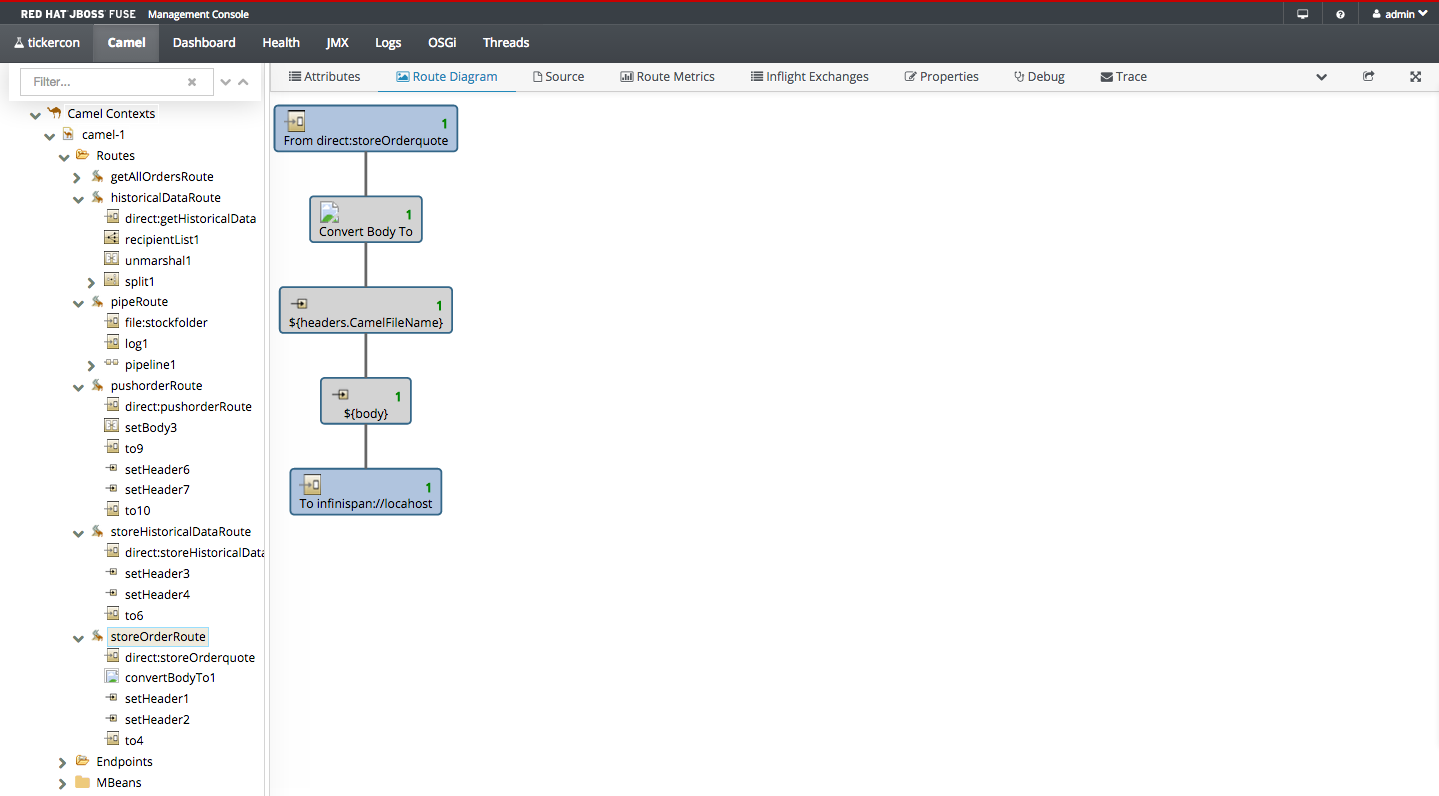 RED HAT JBOSS FUSE Management Console
admin
tickercon Camel Dashboard Health JMX Logs OSGi Threads
Filter...
Attributes Route Diagram Source Route Metrics Inflight Exchanges Properties Debug Trace
Camel Contexts
camel-1
Routes
getAllOrdersRoute
historicalDataRoute
direct:getHistoricalData
recipientList1
unmarshal1
split1
pipeRoute
file:stockfolder
log1
pipeline1
pushorderRoute
direct:pushorderRoute
setBody3
to9
setHeader6
setHeader7
to10
storeHistoricalDataRoute
direct:storeHistoricalData
setHeader3
setHeader4
to6
storeOrderRoute
direct:storeOrderquote
convertBodyTo1
setHeader1
setHeader2
to4
Endpoints
MBeans
1
From direct:storeOrderquote
1
Convert Body To
1
${headers.CamelFileName}
1
${body}
1
To infinispan://locahost